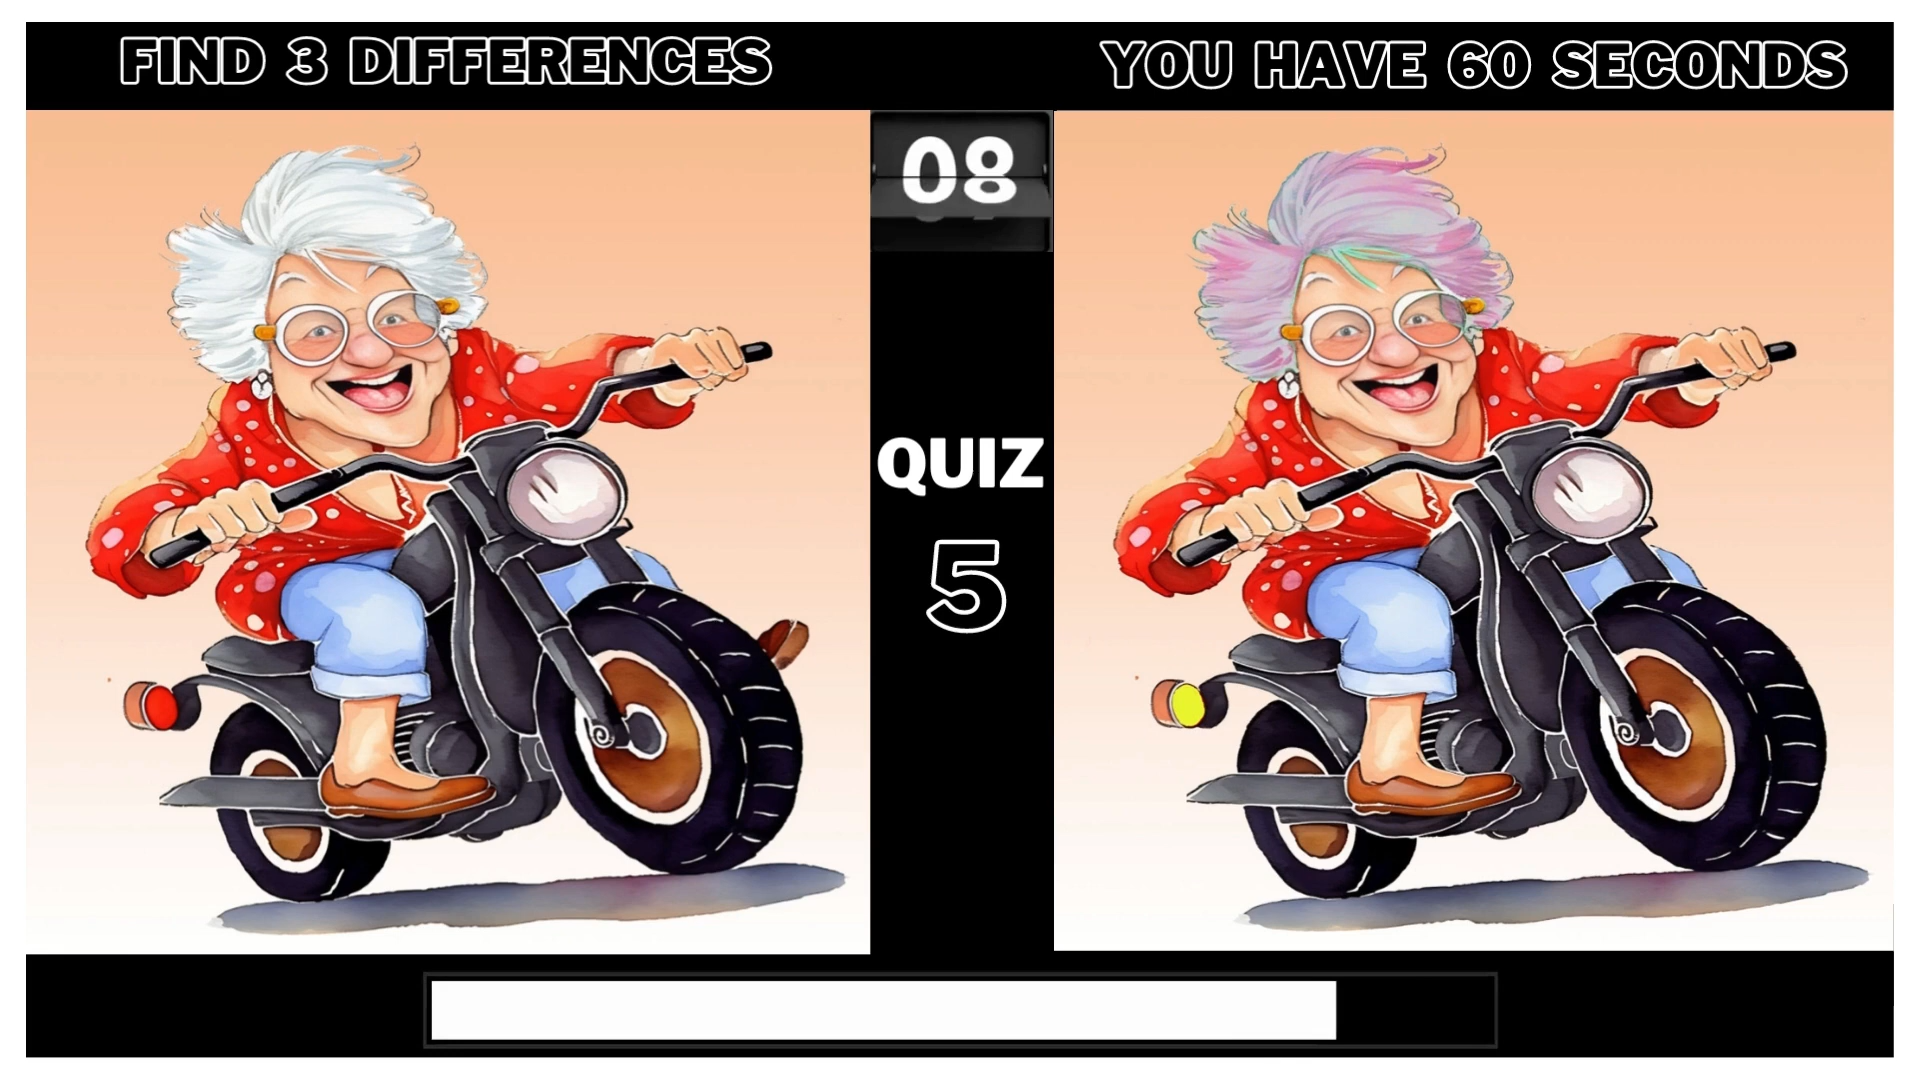 FIND 3 DIFFERENCES
YOU HAVE 60 SECONDS
08
QUIZ
5